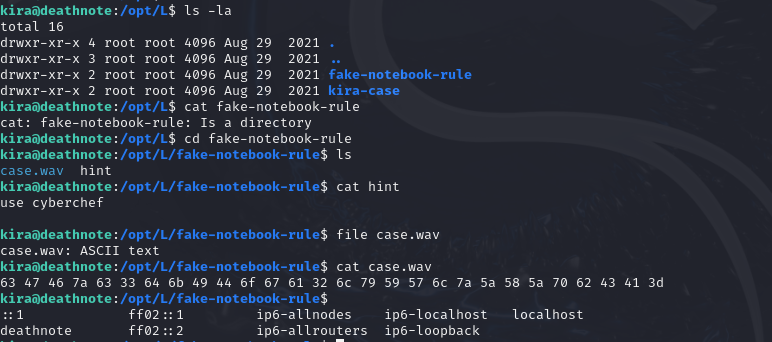 kira@deathnote:/opt/L$ ls -la
total 16
drwxr-xr-x 4 root root 4096 Aug 29  2021 .
drwxr-xr-x 3 root root 4096 Aug 29  2021 ..
drwxr-xr-x 2 root root 4096 Aug 29  2021 fake-notebook-rule
drwxr-xr-x 2 root root 4096 Aug 29  2021 kira-case
kira@deathnote:/opt/L$ cat fake-notebook-rule
cat: fake-notebook-rule: Is a directory
kira@deathnote:/opt/L$ cd fake-notebook-rule
kira@deathnote:/opt/L/fake-notebook-rule$ ls
case.wav  hint
kira@deathnote:/opt/L/fake-notebook-rule$ cat hint
use cyberchef
kira@deathnote:/opt/L/fake-notebook-rule$ file case.wav
case.wav: ASCII text
kira@deathnote:/opt/L/fake-notebook-rule$ cat case.wav
63 47 46 7a 63 33 64 6b 49 44 6f 67 61 32 6c 79 59 57 6c 7a 5a 58 5a 70 62 43 41 3d
kira@deathnote:/opt/L/fake-notebook-rule$
::1             ff02::1         ip6-allnodes    ip6-localhost   localhost
deathnote       ff02::2         ip6-allrouters  ip6-loopback
kira@deathnote:/opt/L/fake-notebook-rule$